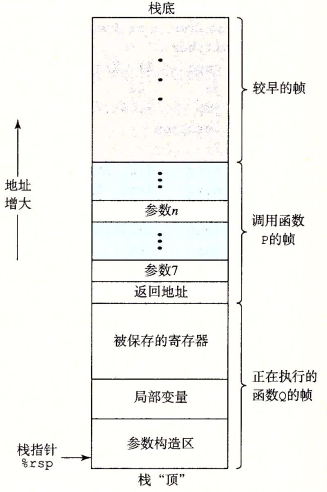 栈底
较早的帧
地址
增大
参数n
调用函数
P的帧
参数7
返回地址
被保存的寄存器
正在执行的
函数Q的帧
局部变量
参数构造区
栈指针
%rsp
栈“顶”